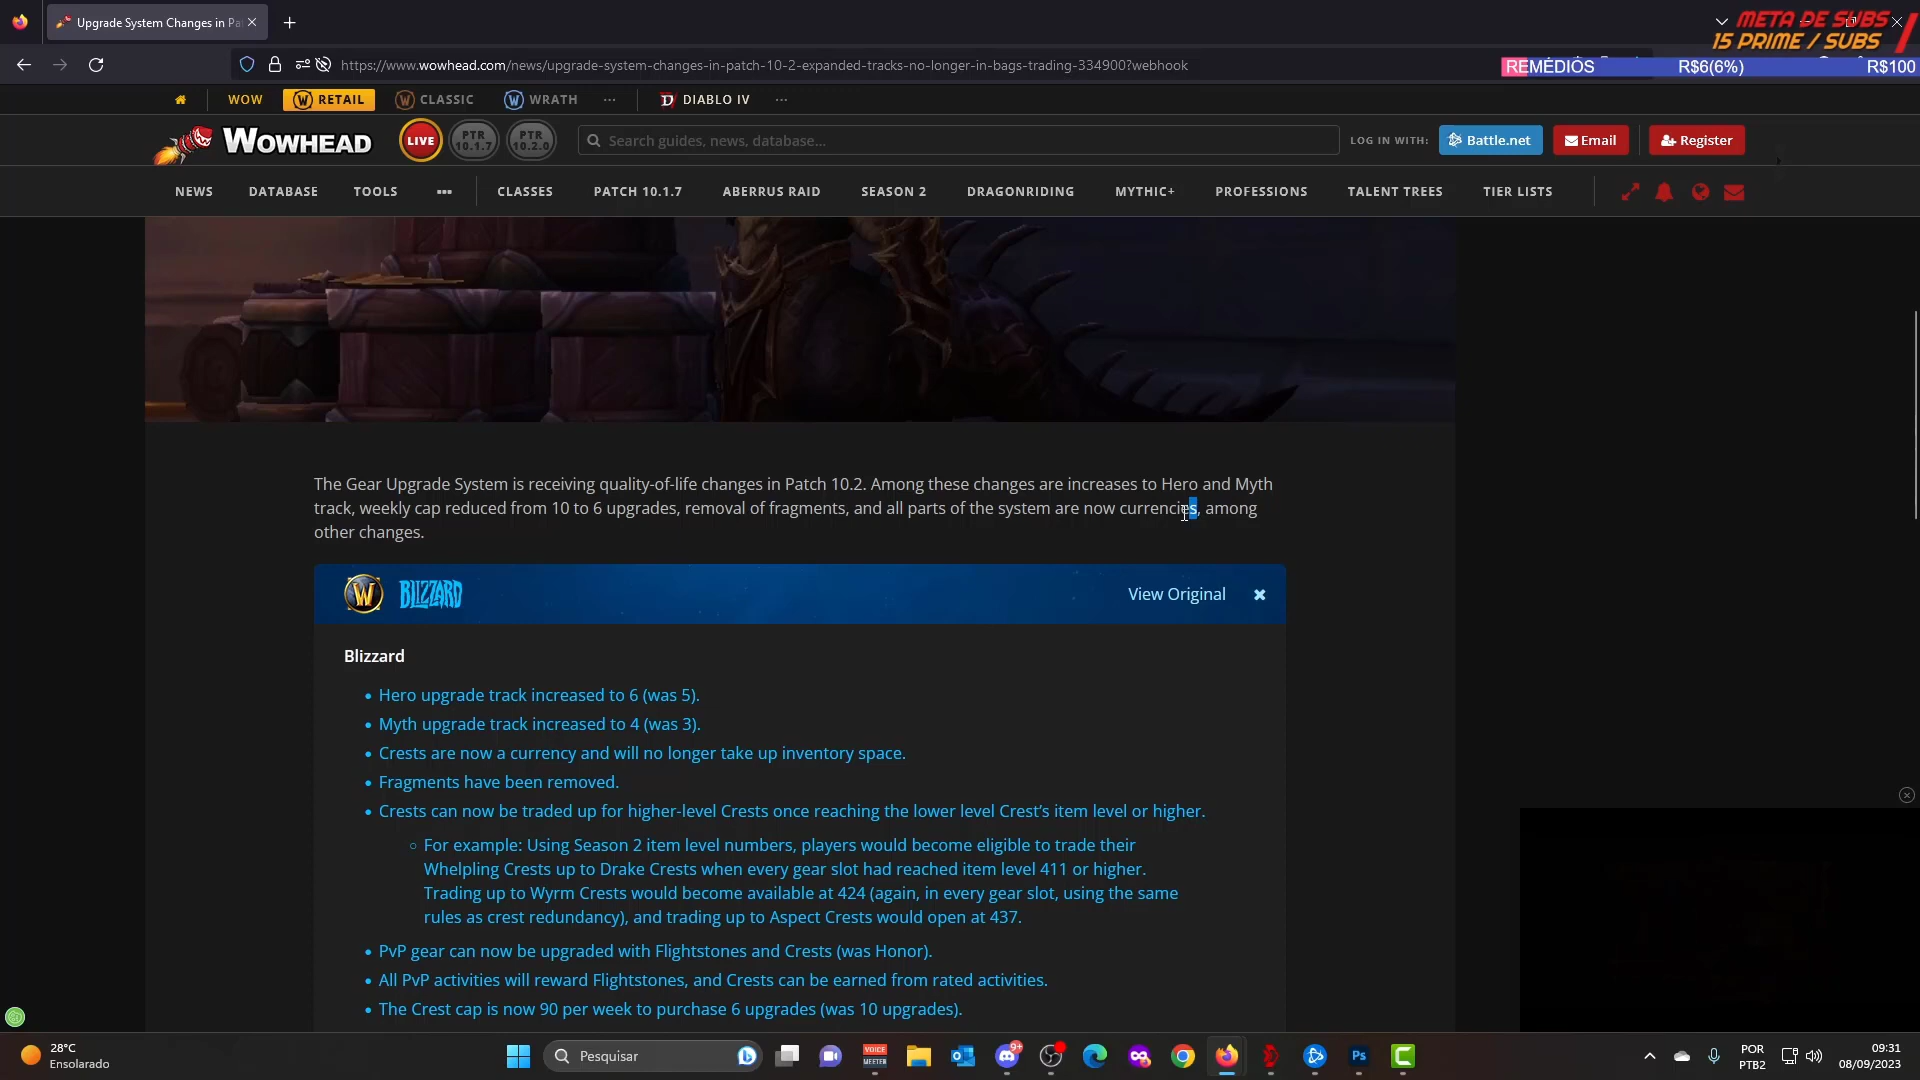 Upgrade System Changes in Pa
META DE SUBS
15 PRIME / SUBS
https://www.wowhead.com/news/upgrade-system-changes-in-patch-10-2-expanded-tracks-no-longer-in-bags-trading-334900?webhook
REMÉDIOS R$6(6%) R$100
WOW RETAIL CLASSIC WRATH ... DIABLO IV ...
WOWHEAD
LIVE
PTR 10.1.7
PTR 10.2.0
Search guides, news, database...
LOG IN WITH: Battle.net Email Register
NEWS DATABASE TOOLS ... CLASSES PATCH 10.1.7 ABERRUS RAID SEASON 2 DRAGONRIDING MYTHIC+ PROFESSIONS TALENT TREES TIER LISTS
The Gear Upgrade System is receiving quality-of-life changes in Patch 10.2. Among these changes are increases to Hero and Myth
track, weekly cap reduced from 10 to 6 upgrades, removal of fragments, and all parts of the system are now currencies, among
other changes.
BLIZZARD View Original
Blizzard
• Hero upgrade track increased to 6 (was 5).
• Myth upgrade track increased to 4 (was 3).
• Crests are now a currency and will no longer take up inventory space.
• Fragments have been removed.
• Crests can now be traded up for higher-level Crests once reaching the lower level Crest’s item level or higher.
○ For example: Using Season 2 item level numbers, players would become eligible to trade their
Whelpling Crests up to Drake Crests when every gear slot had reached item level 411 or higher.
Trading up to Wyrm Crests would become available at 424 (again, in every gear slot, using the same
rules as crest redundancy), and trading up to Aspect Crests would open at 437.
• PvP gear can now be upgraded with Flightstones and Crests (was Honor).
• All PvP activities will reward Flightstones, and Crests can be earned from rated activities.
• The Crest cap is now 90 per week to purchase 6 upgrades (was 10 upgrades).
28°C
Ensolarado
Pesquisar
VOICE
MEETER
9+
Ps
POR
PTB2
09:31
08/09/2023